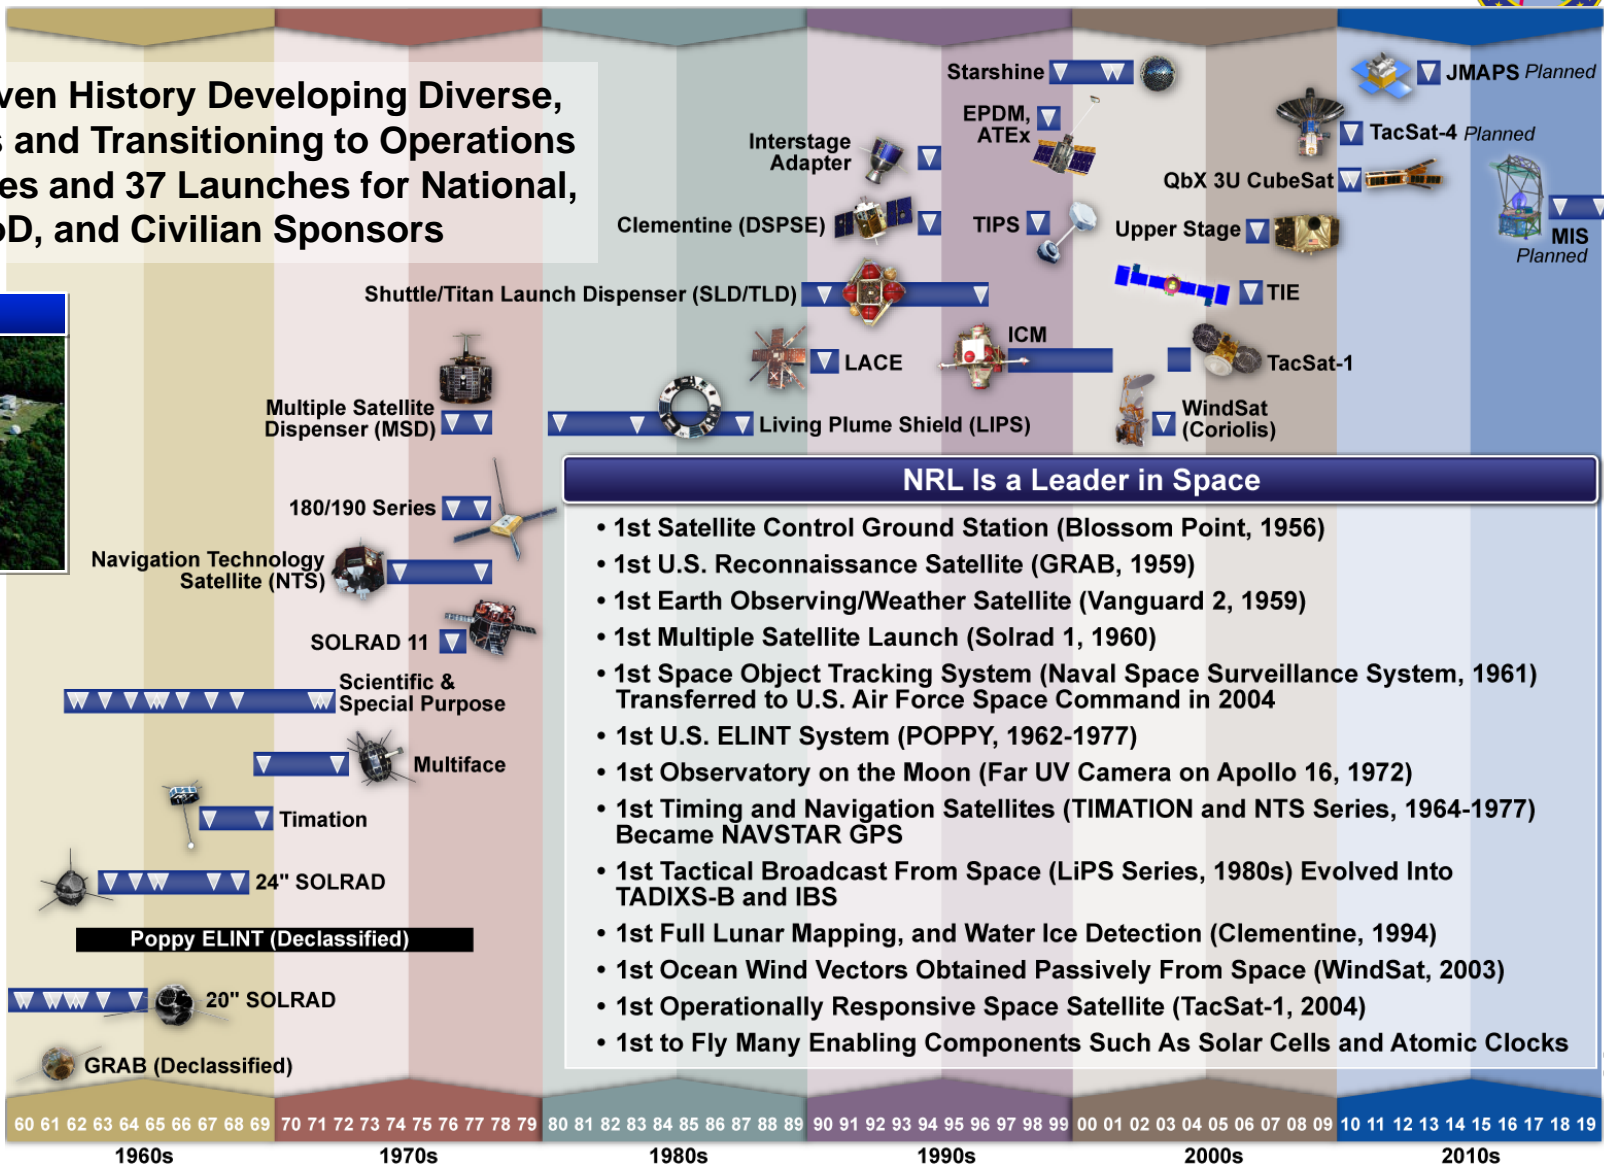 ven History Developing Diverse,
s and Transitioning to Operations
es and 37 Launches for National,
oD, and Civilian Sponsors
Starshine
JMAPS Planned
EPDM,
ATEx
TacSat-4 Planned
Interstage
Adapter
QbX 3U CubeSat
Clementine (DSPSE)
TIPS
Upper Stage
MIS
Planned
Shuttle/Titan Launch Dispenser (SLD/TLD)
TIE
ICM
LACE
TacSat-1
Multiple Satellite
Dispenser (MSD)
Living Plume Shield (LIPS)
WindSat
(Coriolis)
180/190 Series
Navigation Technology
Satellite (NTS)
SOLRAD 11
Scientific &
Special Purpose
Multiface
Timation
24" SOLRAD
Poppy ELINT (Declassified)
20" SOLRAD
GRAB (Declassified)
NRL Is a Leader in Space
• 1st Satellite Control Ground Station (Blossom Point, 1956)
• 1st U.S. Reconnaissance Satellite (GRAB, 1959)
• 1st Earth Observing/Weather Satellite (Vanguard 2, 1959)
• 1st Multiple Satellite Launch (Solrad 1, 1960)
• 1st Space Object Tracking System (Naval Space Surveillance System, 1961)
Transferred to U.S. Air Force Space Command in 2004
• 1st U.S. ELINT System (POPPY, 1962-1977)
• 1st Observatory on the Moon (Far UV Camera on Apollo 16, 1972)
• 1st Timing and Navigation Satellites (TIMATION and NTS Series, 1964-1977)
Became NAVSTAR GPS
• 1st Tactical Broadcast From Space (LiPS Series, 1980s) Evolved Into
TADIXS-B and IBS
• 1st Full Lunar Mapping, and Water Ice Detection (Clementine, 1994)
• 1st Ocean Wind Vectors Obtained Passively From Space (WindSat, 2003)
• 1st Operationally Responsive Space Satellite (TacSat-1, 2004)
• 1st to Fly Many Enabling Components Such As Solar Cells and Atomic Clocks
60 61 62 63 64 65 66 67 68 69 70 71 72 73 74 75 76 77 78 79 80 81 82 83 84 85 86 87 88 89 90 91 92 93 94 95 96 97 98 99 00 01 02 03 04 05 06 07 08 09 10 11 12 13 14 15 16 17 18 19
1960s 1970s 1980s 1990s 2000s 2010s